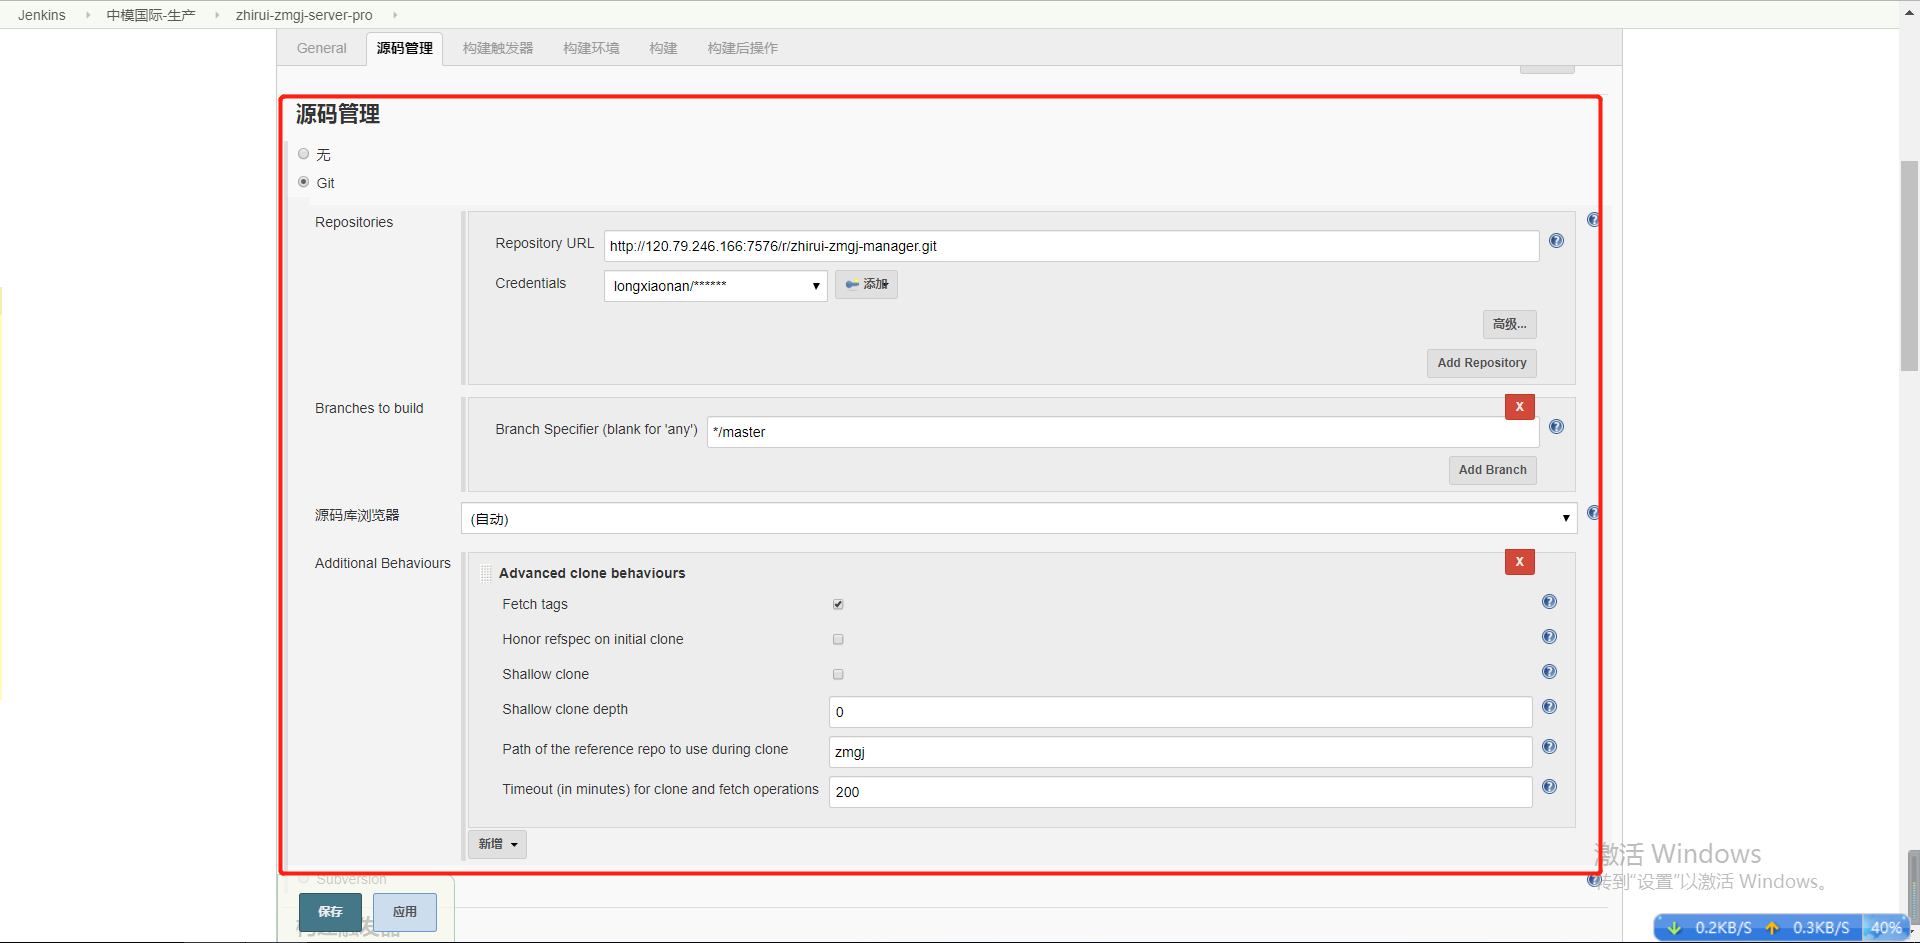 Jenkins 中模国际-生产 zhirui-zmgj-server-pro
General 源码管理 构建触发器 构建环境 构建 构建后操作
源码管理
无
Git
Repositories
Repository URL http://120.79.246.166:7576/r/zhirui-zmgj-manager.git
Credentials longxiaonan/****** 添加
高级...
Add Repository
Branches to build
X
Branch Specifier (blank for 'any') */master
Add Branch
源码库浏览器 (自动)
Additional Behaviours
X
Advanced clone behaviours
Fetch tags
Honor refspec on initial clone
Shallow clone
Shallow clone depth 0
Path of the reference repo to use during clone zmgj
Timeout (in minutes) for clone and fetch operations 200
新增
Subversion
保存 应用
构建触发器
激活 Windows
转到“设置”以激活 Windows。
0.2KB/S 0.3KB/S 40%